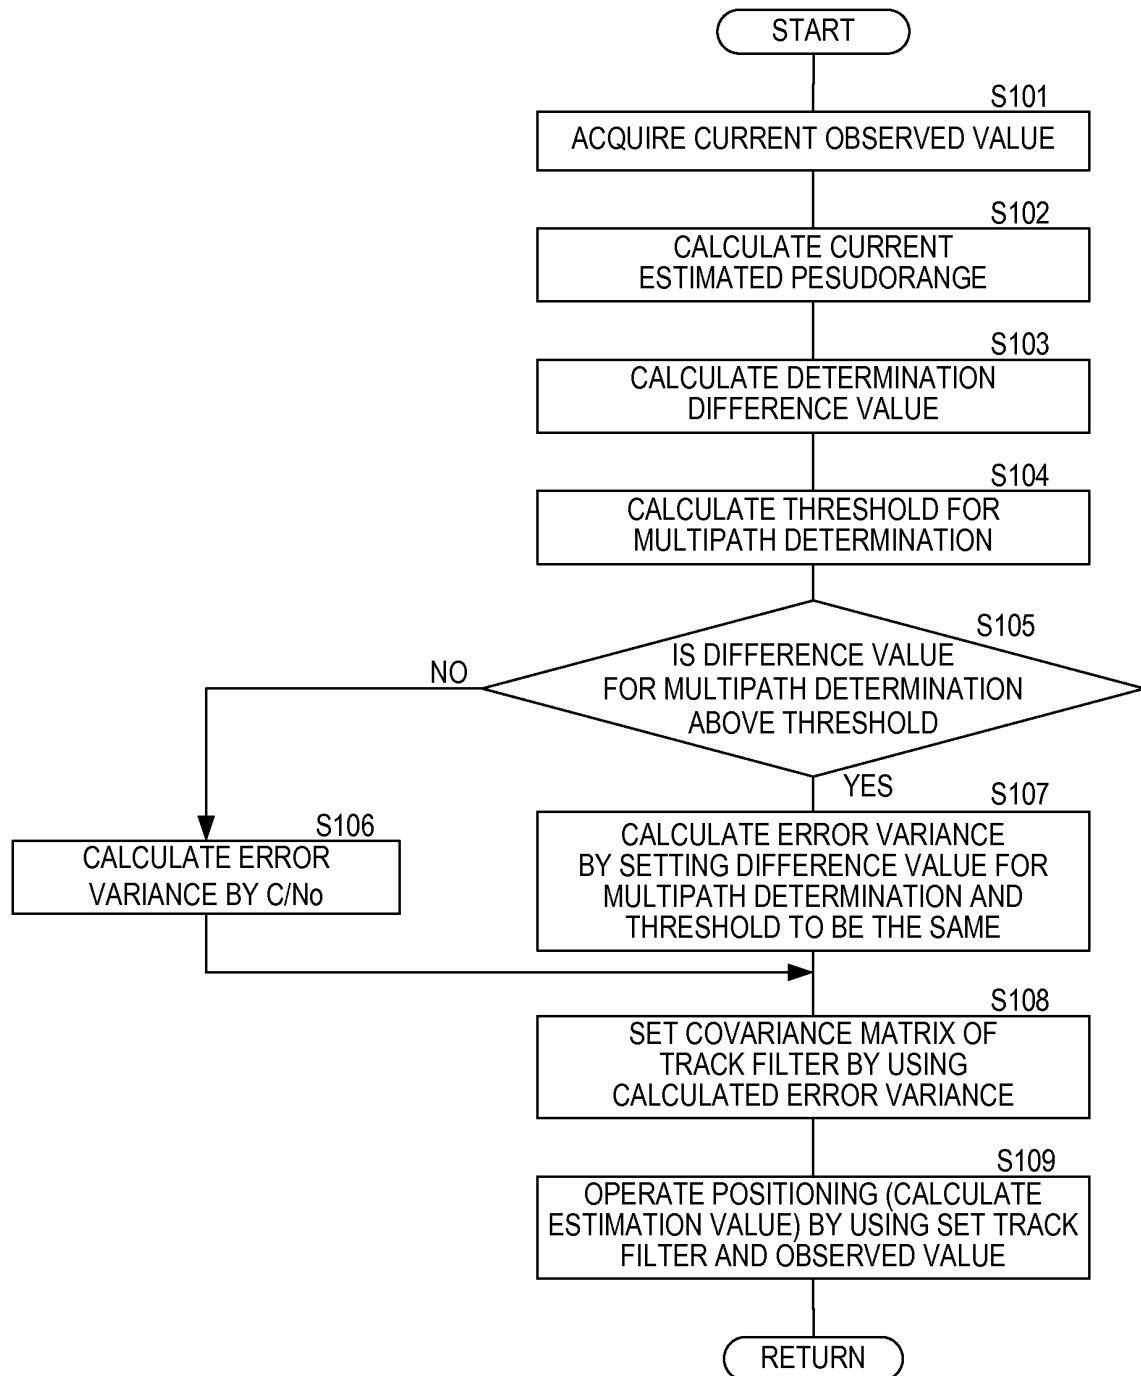 START
S101
ACQUIRE CURRENT OBSERVED VALUE
S102
CALCULATE CURRENT
ESTIMATED PESUDORANGE
S103
CALCULATE DETERMINATION
DIFFERENCE VALUE
S104
CALCULATE THRESHOLD FOR
MULTIPATH DETERMINATION
S105
IS DIFFERENCE VALUE
FOR MULTIPATH DETERMINATION
ABOVE THRESHOLD
NO
YES
S106
CALCULATE ERROR
VARIANCE BY C/No
S107
CALCULATE ERROR VARIANCE
BY SETTING DIFFERENCE VALUE FOR
MULTIPATH DETERMINATION AND
THRESHOLD TO BE THE SAME
S108
SET COVARIANCE MATRIX OF
TRACK FILTER BY USING
CALCULATED ERROR VARIANCE
S109
OPERATE POSITIONING (CALCULATE
ESTIMATION VALUE) BY USING SET TRACK
FILTER AND OBSERVED VALUE
RETURN